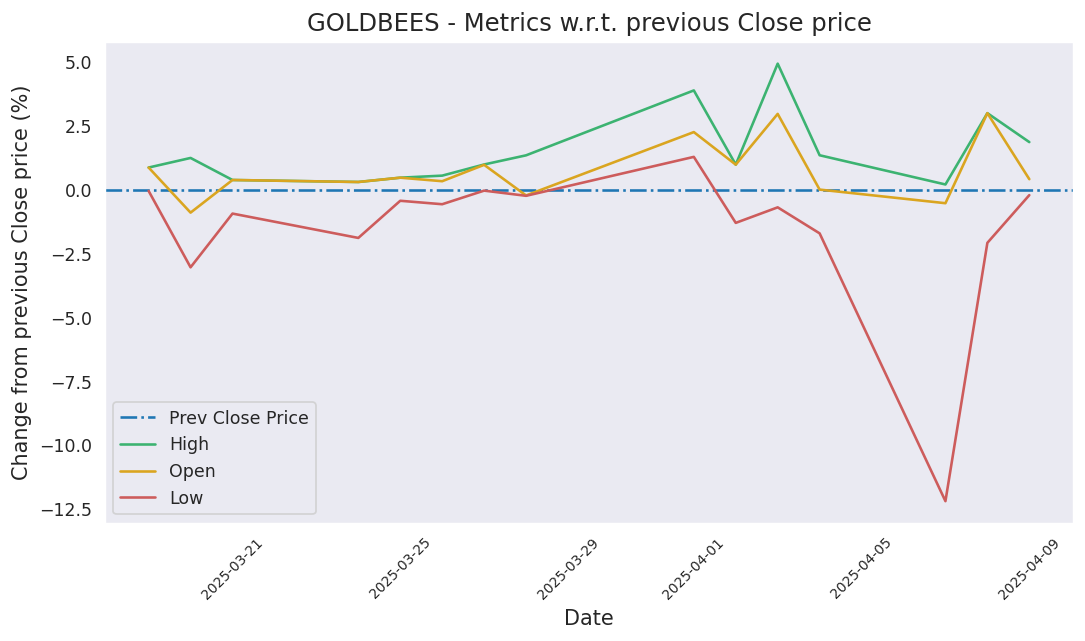 GOLDBEES - Metrics w.r.t. previous Close price
Change from previous Close price (%)
5.0
2.5
0.0
−2.5
−5.0
−7.5
−10.0
−12.5
Prev Close Price
High
Open
Low
2025-03-21
2025-03-25
2025-03-29
2025-04-01
2025-04-05
2025-04-09
Date